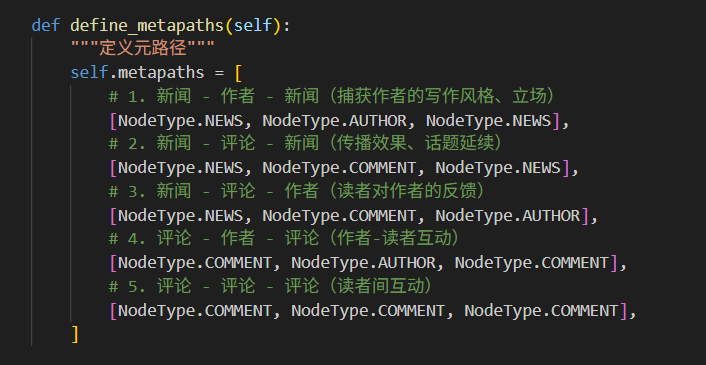 def define_metapaths(self):
"""定义元路径"""
self.metapaths = [
# 1. 新闻 - 作者 - 新闻（捕获作者的写作风格、立场）
[NodeType.NEWS, NodeType.AUTHOR, NodeType.NEWS],
# 2. 新闻 - 评论 - 新闻（传播效果、话题延续）
[NodeType.NEWS, NodeType.COMMENT, NodeType.NEWS],
# 3. 新闻 - 评论 - 作者（读者对作者的反馈）
[NodeType.NEWS, NodeType.COMMENT, NodeType.AUTHOR],
# 4. 评论 - 作者 - 评论（作者-读者互动）
[NodeType.COMMENT, NodeType.AUTHOR, NodeType.COMMENT],
# 5. 评论 - 评论 - 评论（读者间互动）
[NodeType.COMMENT, NodeType.COMMENT, NodeType.COMMENT],
]